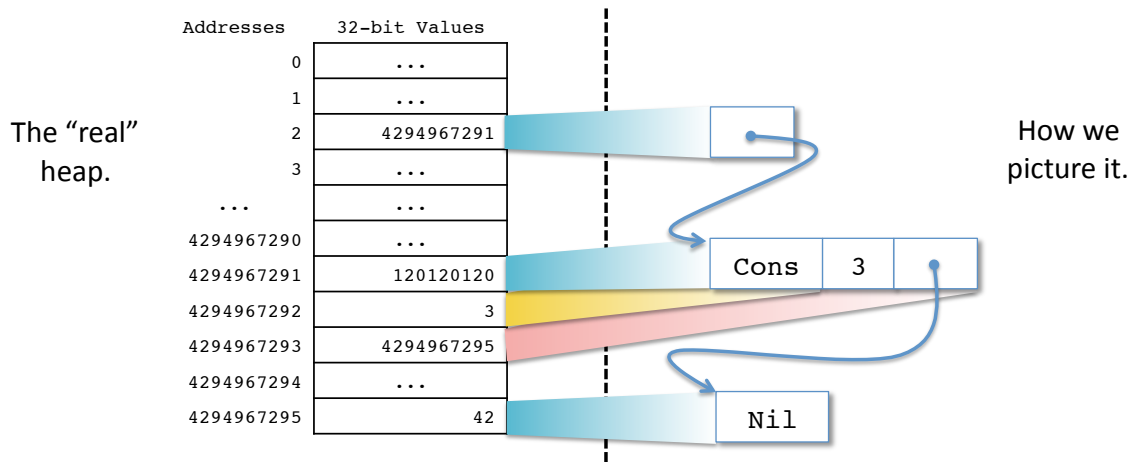 Addresses 32-bit Values
0 ...
1 ...
2 4294967291
3 ...
... ...
4294967290 ...
4294967291 120120120
4294967292 3
4294967293 4294967295
4294967294 ...
4294967295 42
The “real”
heap.
How we
picture it.
Cons 3
Nil